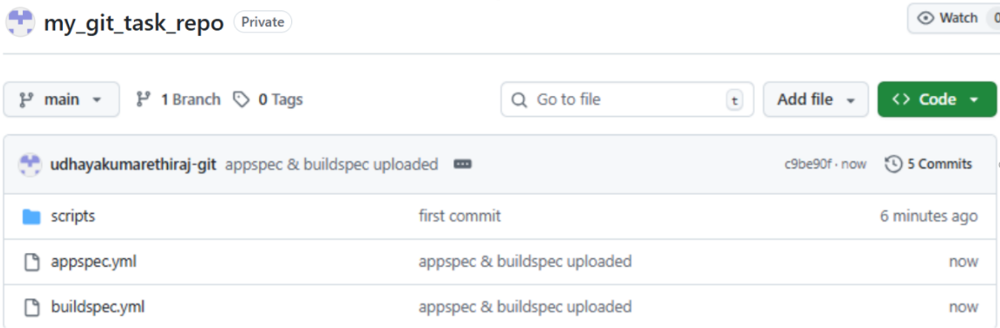 my_git_task_repo Private Watch 0
main 1 Branch 0 Tags Go to file t Add file Code
udhayakumarethiraj-git appspec & buildspec uploaded c9be90f · now 5 Commits
scripts first commit 6 minutes ago
appspec.yml appspec & buildspec uploaded now
buildspec.yml appspec & buildspec uploaded now